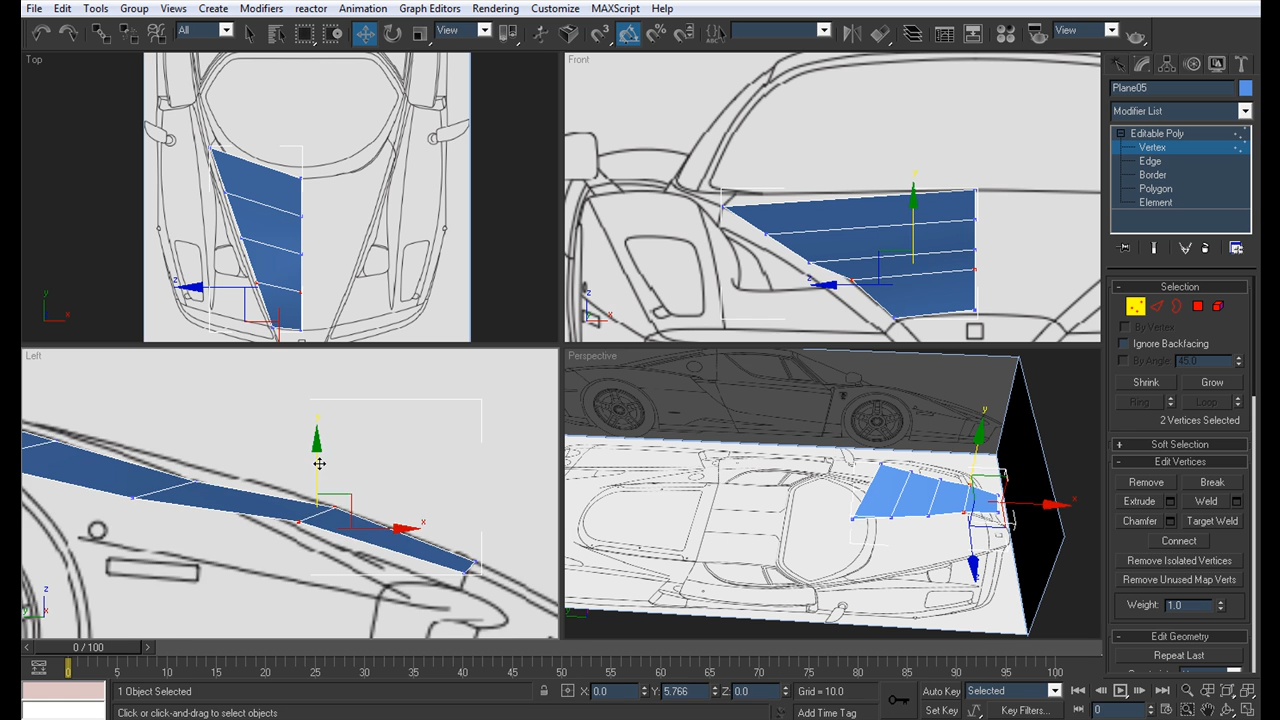 File Edit Tools Group Views Create Modifiers reactor Animation Graph Editors Rendering Customize MAXScript Help
All View View
Top
Front
Left
Perspective
Plane05
Modifier List
Editable Poly
Vertex
Edge
Border
Polygon
Element
- Selection
By Vertex
Ignore Backfacing
By Angle: 45.0
Shrink Grow
Ring Loop
2 Vertices Selected
+ Soft Selection
- Edit Vertices
Remove Break
Extrude Weld
Chamfer Target Weld
Connect
Remove Isolated Vertices
Remove Unused Map Verts
Weight: 1.0
- Edit Geometry
Repeat Last
0 / 100
0 5 10 15 20 25 30 35 40 45 50 55 60 65 70 75 80 85 90 95 100
1 Object Selected X: 0.0 Y: 5.766 Z: 0.0 Grid = 10.0 Auto Key Selected
Click or click-and-drag to select objects Add Time Tag Set Key Key Filters... 0